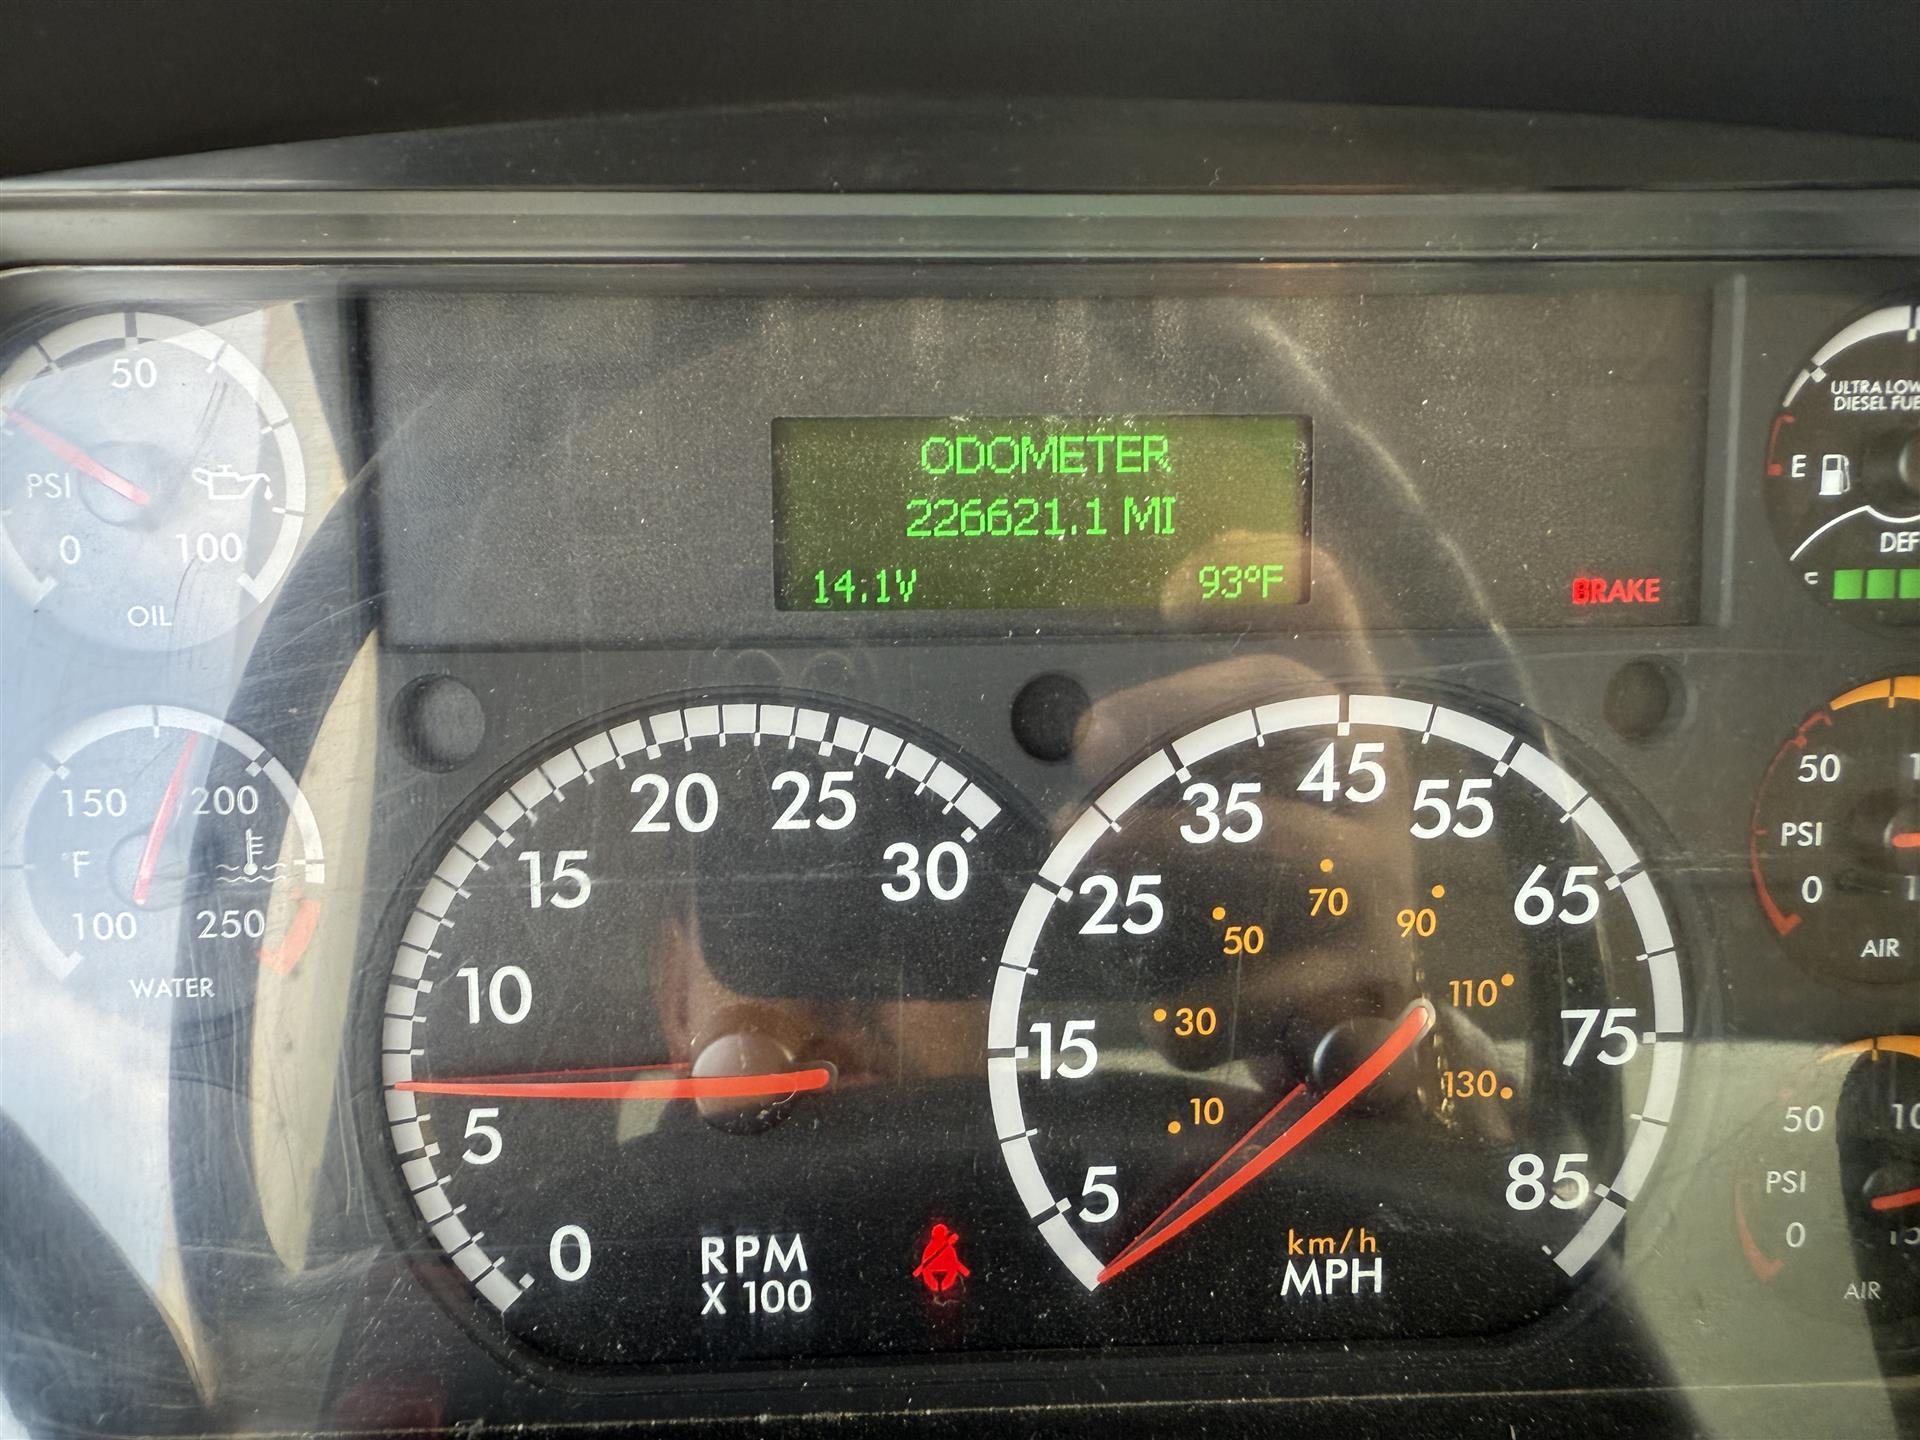 ODOMETER
226621.1 MI
14.1V 93°F
BRAKE
50
PSI
0 100
OIL
150 200
F
100 250
WATER
0 5 10 15 20 25 30
RPM
X 100
5 15 25 35 45 55 65 75 85
10 30 50 70 90 110 130
km/h
MPH
ULTRA LOW
DIESEL FUE
E
DEF
50
PSI
0
AIR
50 10
PSI
0 15
AIR